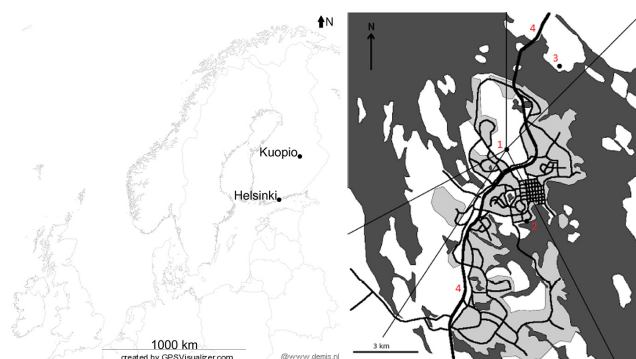 N
Kuopio
Helsinki
1000 km
created by GPSVisualizer.com
@www.demis.nl
N
4
3
1
2
4
3 km